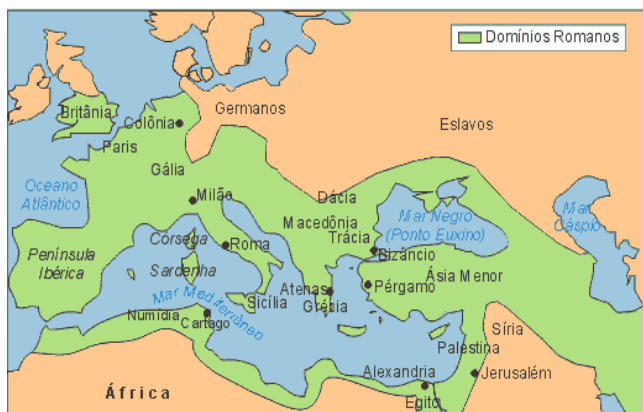 Domínios Romanos
Germanos
Eslavos
Britânia
Colônia
Paris
Gália
Oceano
Atlântico
Milão
Dácia
Mar Negro
(Ponto Euxino)
Mar
Cáspio
Macedônia
Trácia
Bizâncio
Península
Ibérica
Córsega
Roma
Sardenha
Mar Mediterrâneo
Sicília
Atenas
Grécia
Pérgamo
Ásia Menor
Numídia
Cartago
Síria
Palestina
Alexandria
Jerusalém
Egito
África